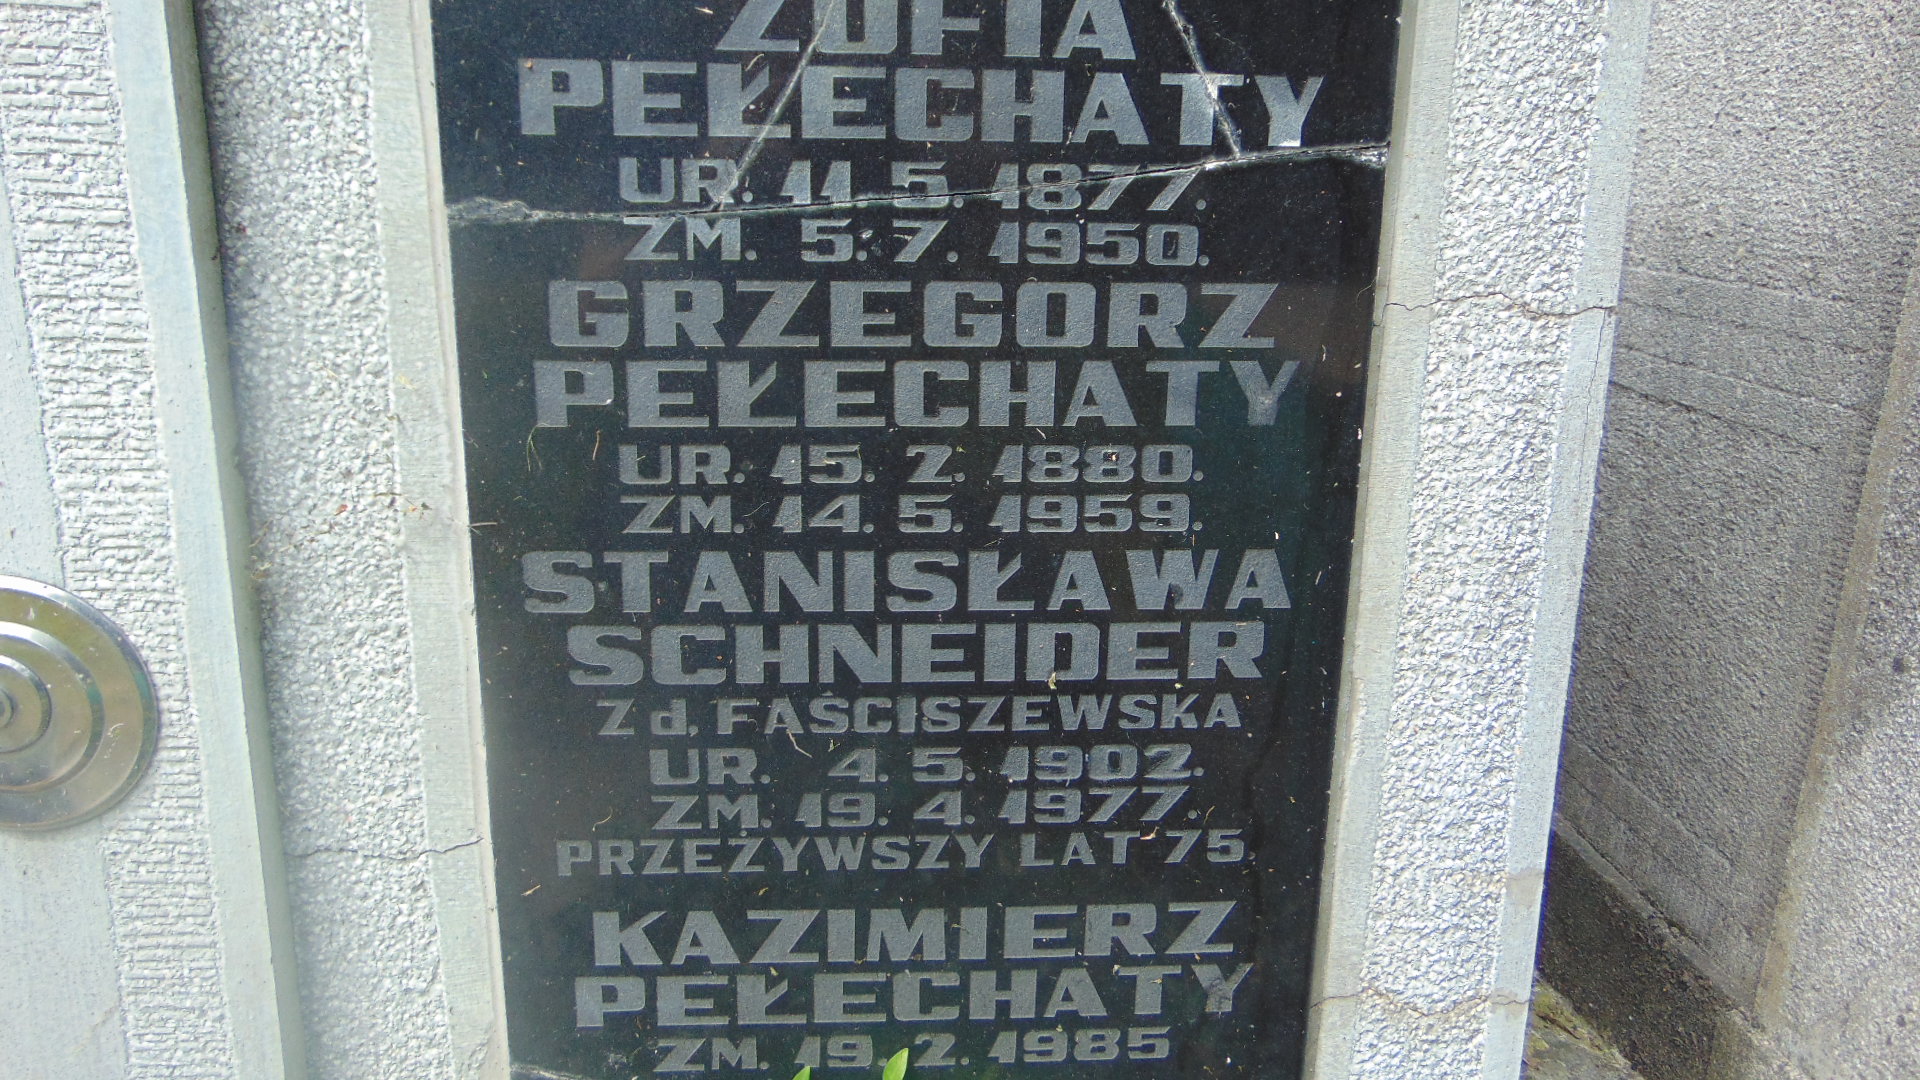 ZOFIA
PEŁECHATY
UR. 11. 5. 1877.
ZM. 5. 7. 1950.
GRZEGORZ
PEŁECHATY
UR. 15. 2. 1880.
ZM. 14. 5. 1959.
STANISŁAWA
SCHNEIDER
Z d. FAŚCISZEWSKA
UR. 4. 5. 1902.
ZM. 19. 4. 1977.
PRZEŻYWSZY LAT 75.
KAZIMIERZ
PEŁECHATY
ZM. 19. 2. 1985